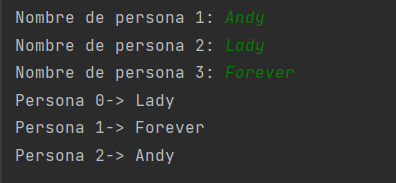 Nombre de persona 1: Andy
Nombre de persona 2: Lady
Nombre de persona 3: Forever
Persona 0-> Lady
Persona 1-> Forever
Persona 2-> Andy